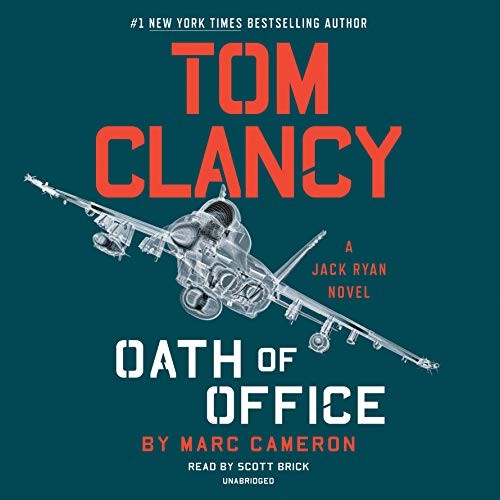 #1 NEW YORK TIMES BESTSELLING AUTHOR
TOM
CLANCY
A
JACK RYAN
NOVEL
OATH OF
OFFICE
BY MARC CAMERON
READ BY SCOTT BRICK
UNABRIDGED